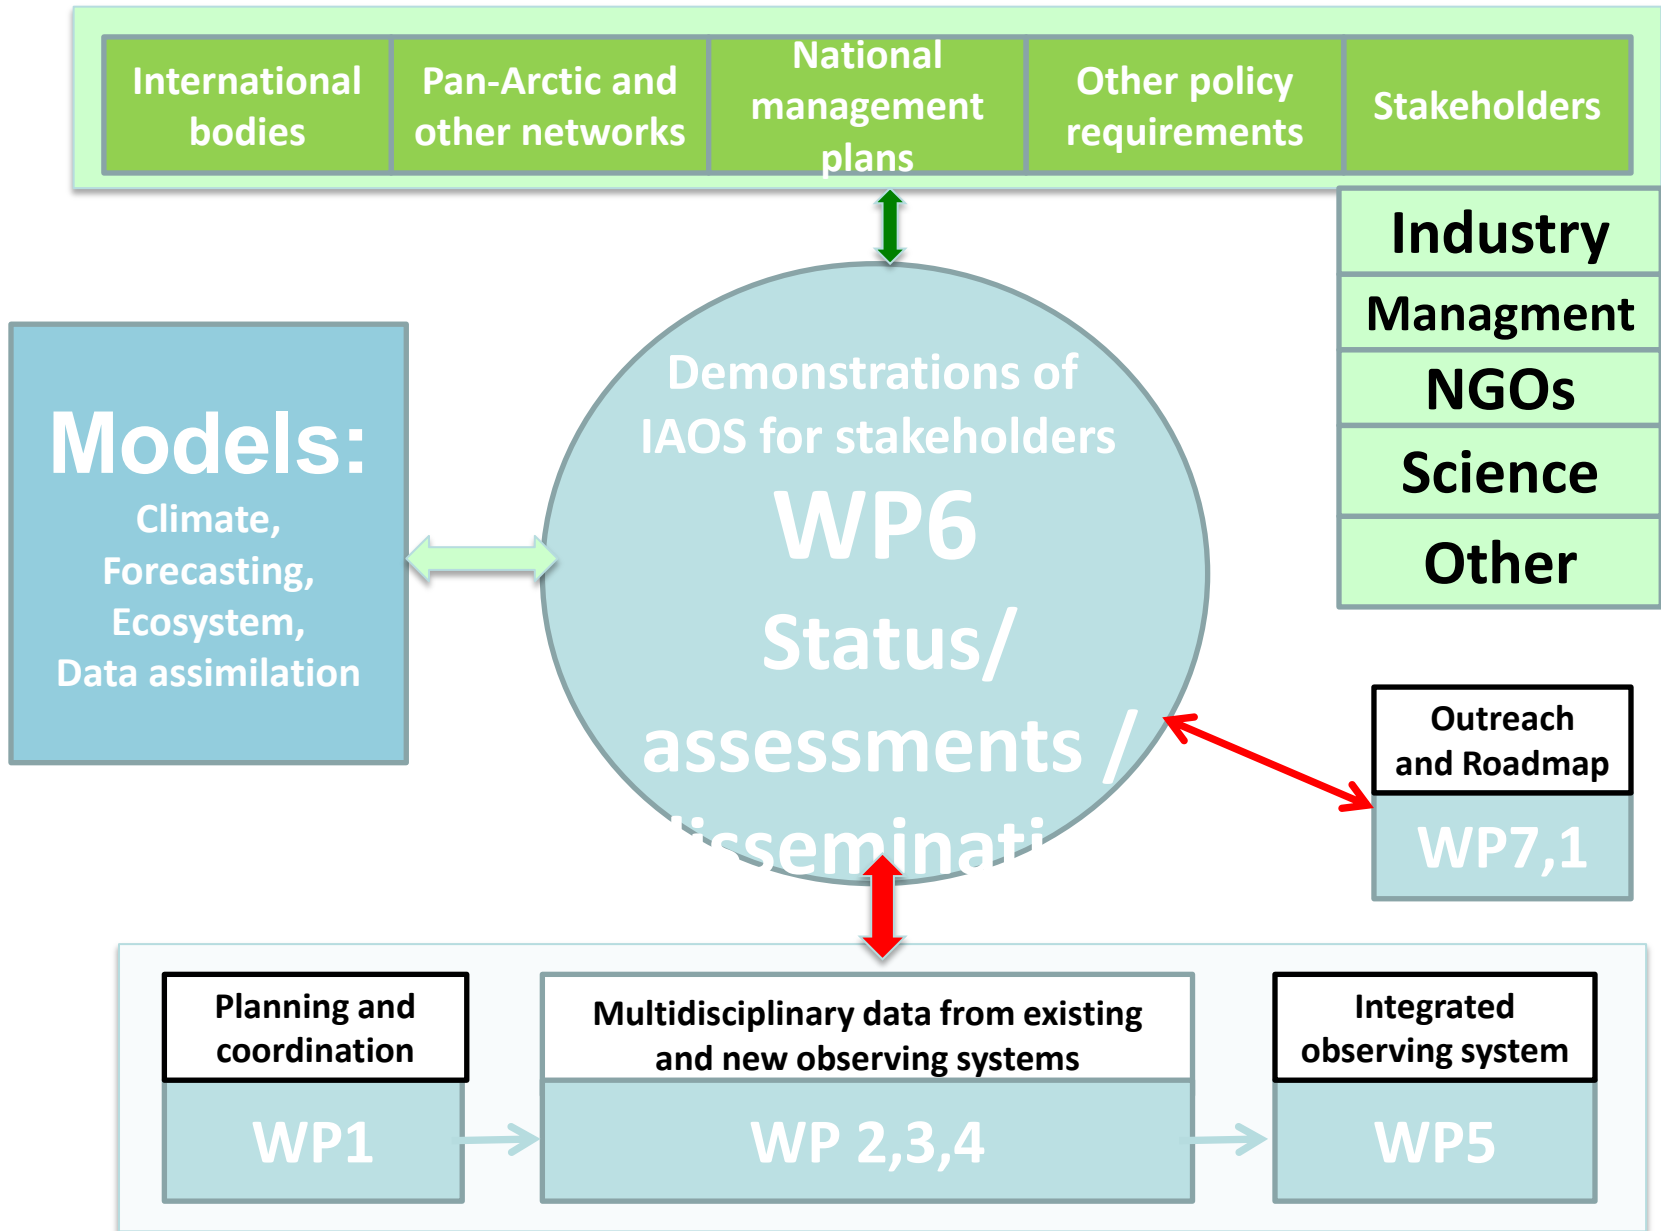 International
bodies
Pan-Arctic and
other networks
National
management
plans
Other policy
requirements
Stakeholders
Industry
Managment
NGOs
Science
Other
Models:
Climate,
Forecasting,
Ecosystem,
Data assimilation
Demonstrations of
IAOS for stakeholders
WP6
Status/
assessments /
Outreach
and Roadmap
WP7,1
Planning and
coordination
WP1
Multidisciplinary data from existing
and new observing systems
WP 2,3,4
Integrated
observing system
WP5